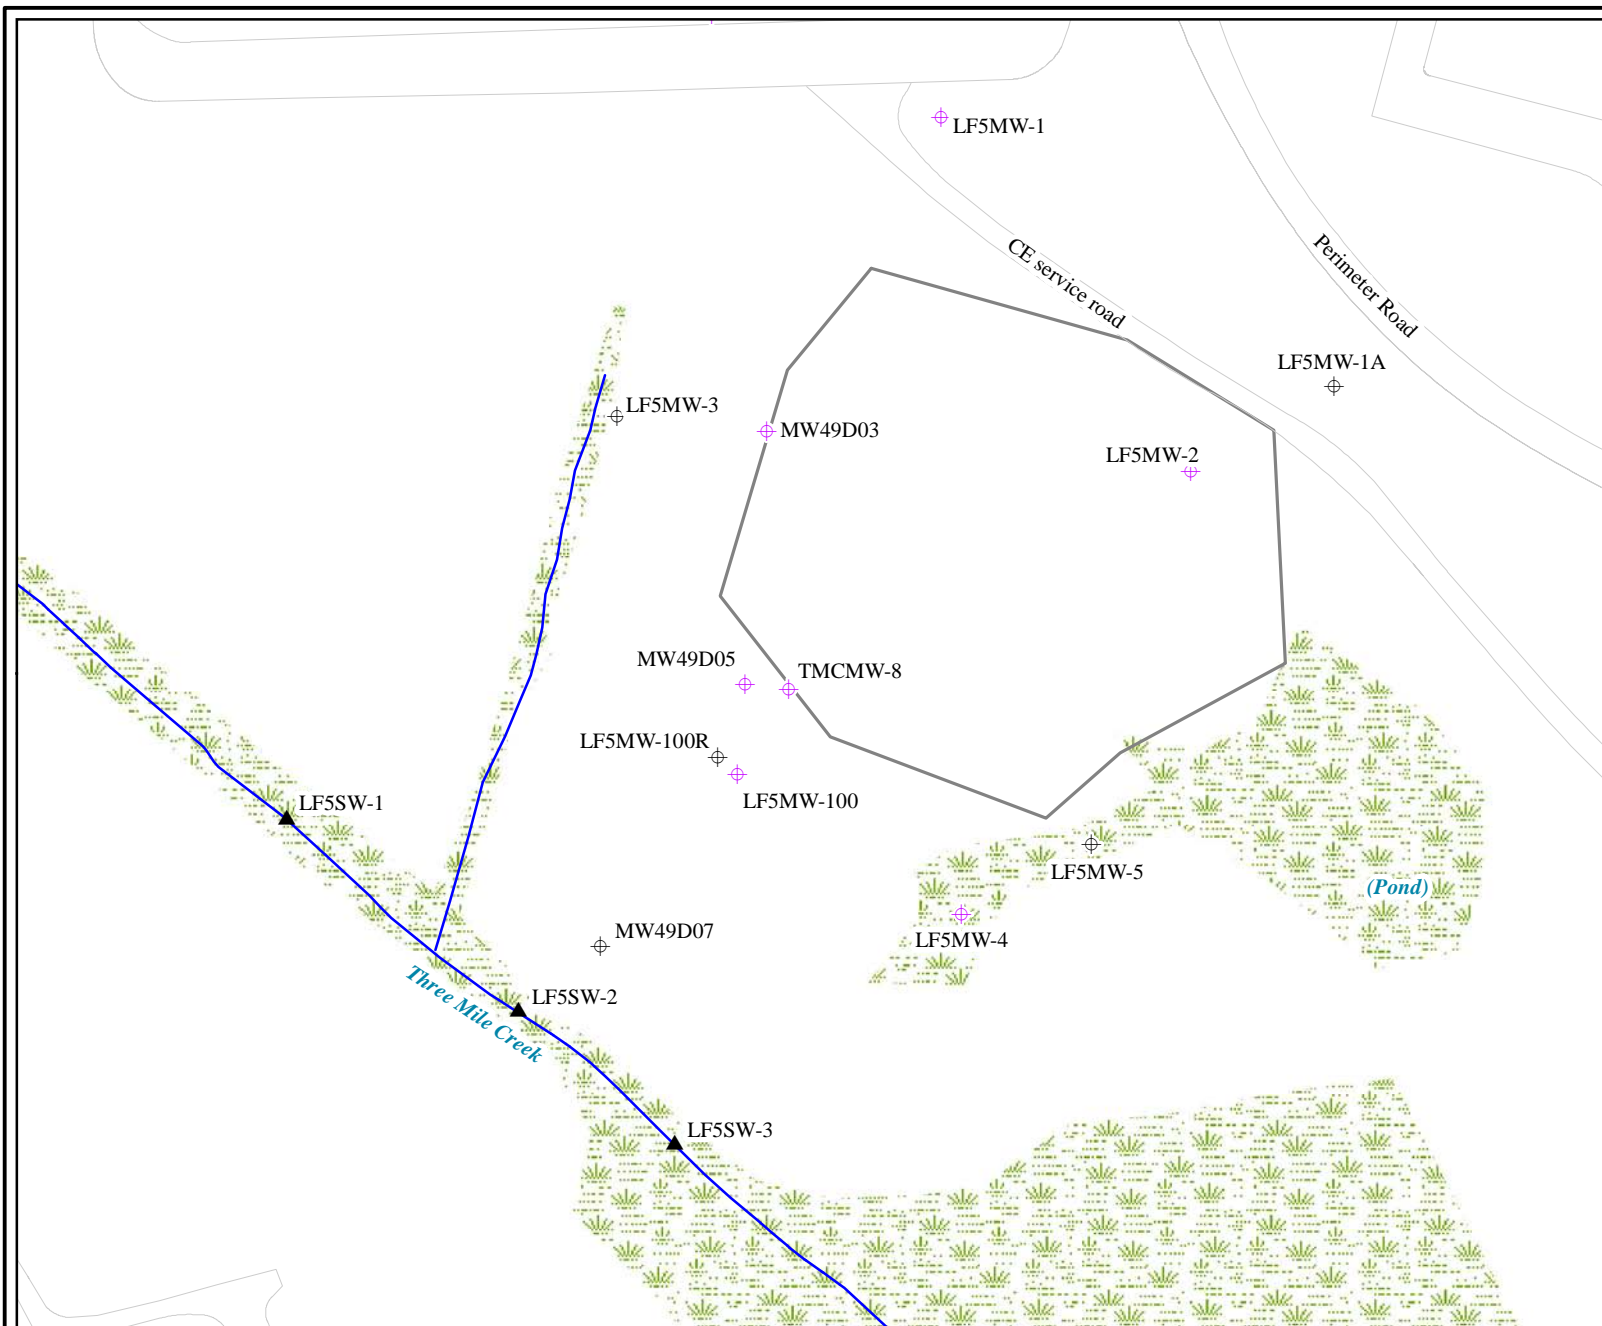 LF5MW-1
CE service road
Perimeter Road
LF5MW-1A
LF5MW-3
MW49D03
LF5MW-2
MW49D05
TMCMW-8
LF5MW-100R
LF5MW-100
LF5SW-1
LF5MW-5
(Pond)
MW49D07
LF5MW-4
Three Mile Creek
LF5SW-2
LF5SW-3